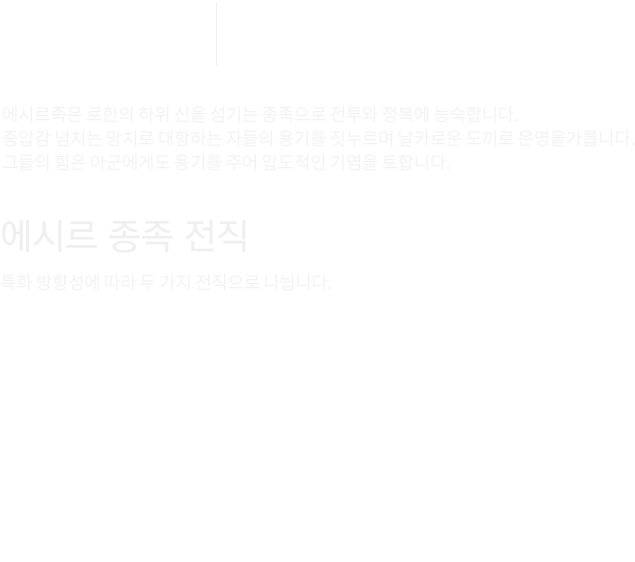 에시르족은 로한의 하위 신을 섬기는 종족으로 전투와 정복에 능숙합니다.
중압감 넘치는 망치로 대항하는 자들의 용기를 짓누르며 날카로운 도끼로 운명을가릅니다.
그들의 힘은 아군에게도 용기를 주어 압도적인 기염을 토합니다.
에시르 종족 전직
특화 방향성에 따라 두 가지 전직으로 나뉩니다.